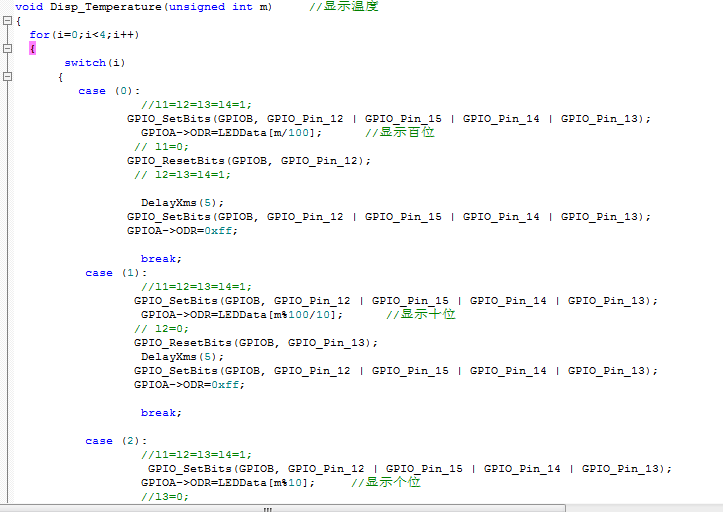 void Disp_Temperature(unsigned int m)     //显示温度
{
  for(i=0;i<4;i++)
  {
       switch(i)
      {
         case (0):
                  //l1=l2=l3=l4=1;
                GPIO_SetBits(GPIOB, GPIO_Pin_12 | GPIO_Pin_15 | GPIO_Pin_14 | GPIO_Pin_13);
                  GPIOA->ODR=LEDData[m/100];      //显示百位
                 // l1=0;
                GPIO_ResetBits(GPIOB, GPIO_Pin_12);
                 // l2=l3=l4=1;
                  DelayXms(5);
                GPIO_SetBits(GPIOB, GPIO_Pin_12 | GPIO_Pin_15 | GPIO_Pin_14 | GPIO_Pin_13);
                GPIOA->ODR=0xff;
                  break;
          case (1):
                  //l1=l2=l3=l4=1;
                 GPIO_SetBits(GPIOB, GPIO_Pin_12 | GPIO_Pin_15 | GPIO_Pin_14 | GPIO_Pin_13);
                  GPIOA->ODR=LEDData[m%100/10];      //显示十位
                 // l2=0;
                 GPIO_ResetBits(GPIOB, GPIO_Pin_13);
                  DelayXms(5);
                 GPIO_SetBits(GPIOB, GPIO_Pin_12 | GPIO_Pin_15 | GPIO_Pin_14 | GPIO_Pin_13);
                 GPIOA->ODR=0xff;
                  break;
          case (2):
                  //l1=l2=l3=l4=1;
                   GPIO_SetBits(GPIOB, GPIO_Pin_12 | GPIO_Pin_15 | GPIO_Pin_14 | GPIO_Pin_13);
                  GPIOA->ODR=LEDData[m%10];     //显示个位
                  //l3=0;